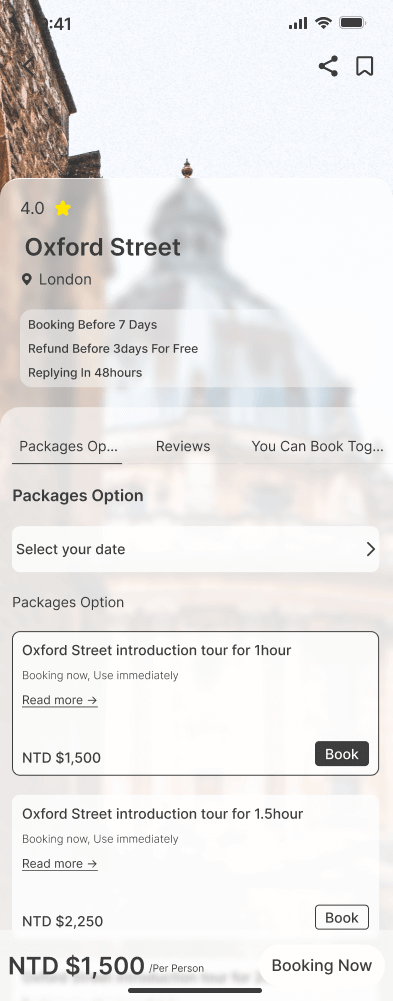 :41
4.0
Oxford Street
London
Booking Before 7 Days
Refund Before 3days For Free
Replying In 48hours
Packages Op...
Reviews
You Can Book Tog...
Packages Option
Select your date
Packages Option
Oxford Street introduction tour for 1hour
Booking now, Use immediately
Read more →
NTD $1,500
Book
Oxford Street introduction tour for 1.5hour
Booking now, Use immediately
Read more →
NTD $2,250
Book
NTD $1,500 /Per Person
Booking Now